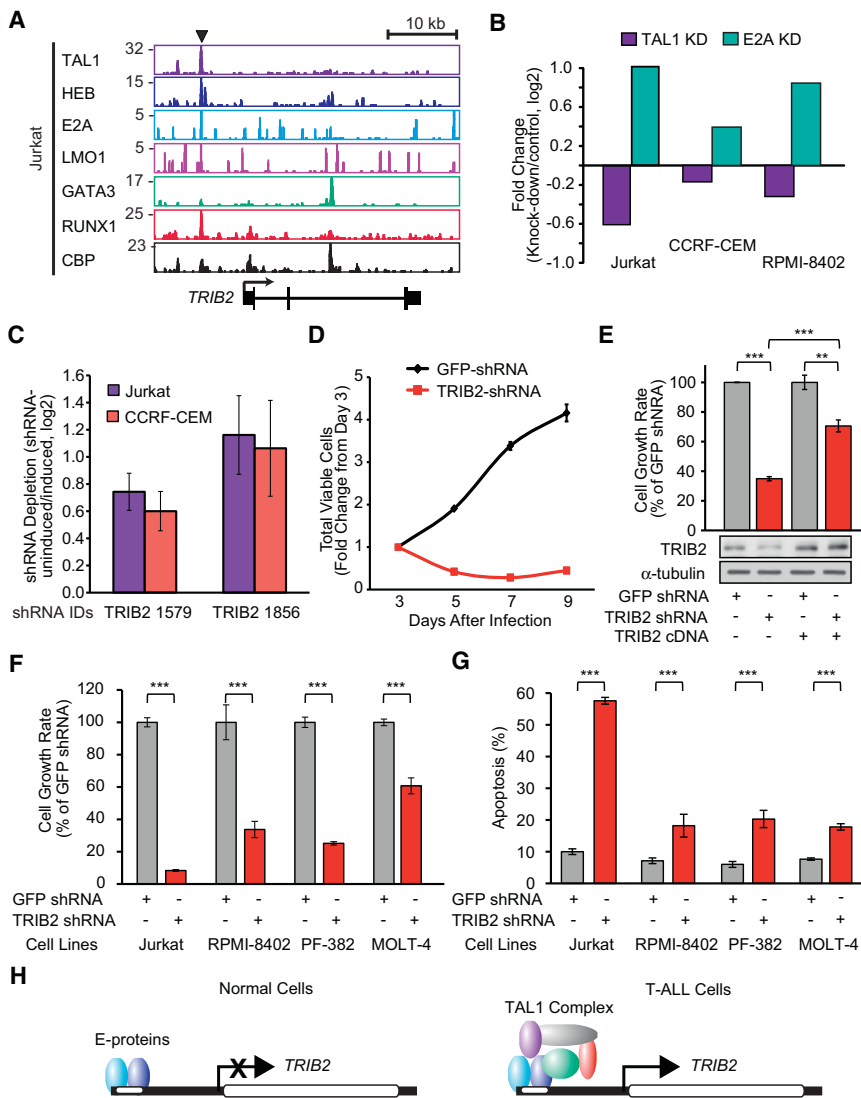 A
10 kb
Jurkat
TAL1
32
HEB
15
E2A
5
LMO1
5
GATA3
17
RUNX1
25
CBP
23
TRIB2
B
TAL1 KD
E2A KD
Fold Change
(Knock-down/control, log2)
1.0
0.6
0.2
-0.2
-0.6
-1.0
CCRF-CEM
Jurkat
RPMI-8402
C
shRNA Depletion (shRNA-
uninduced/induced, log2)
1.6
1.4
1.2
1.0
0.8
0.6
0.4
0.2
0.0
Jurkat
CCRF-CEM
shRNA IDs
TRIB2 1579
TRIB2 1856
D
GFP-shRNA
TRIB2-shRNA
Total Viable Cells
(Fold Change from Day 3)
5
4
3
2
1
0
3
5
7
9
Days After Infection
E
Cell Growth Rate
(% of GFP shNRA)
100
80
60
40
20
0
***
***
**
TRIB2
α-tubulin
GFP shRNA + - + -
TRIB2 shRNA - + - +
TRIB2 cDNA - - + +
F
Cell Growth Rate
(% of GFP shRNA)
120
100
80
60
40
20
0
***
***
***
***
GFP shRNA + - + - + - + -
TRIB2 shRNA - + - + - + - +
Cell Lines Jurkat RPMI-8402 PF-382 MOLT-4
G
Apoptosis (%)
60
50
40
30
20
10
0
***
***
***
***
GFP shRNA + - + - + - + -
TRIB2 shRNA - + - + - + - +
Cell Lines Jurkat RPMI-8402 PF-382 MOLT-4
H
Normal Cells
E-proteins
X
TRIB2
T-ALL Cells
TAL1 Complex
TRIB2